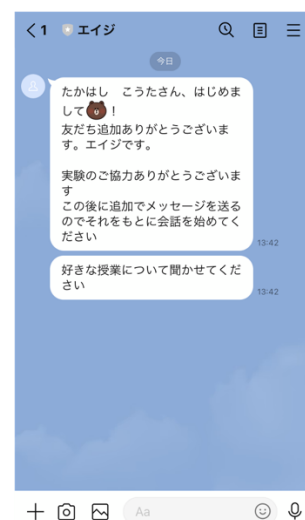 1 エイジ
今日
たかはし　こうたさん、はじめま
して！
友だち追加ありがとうございま
す。エイジです。
実験のご協力ありがとうございま
す
この後に追加でメッセージを送る
のでそれをもとに会話を始めてく
ださい
13:42
好きな授業について聞かせてくだ
さい
13:42
Aa